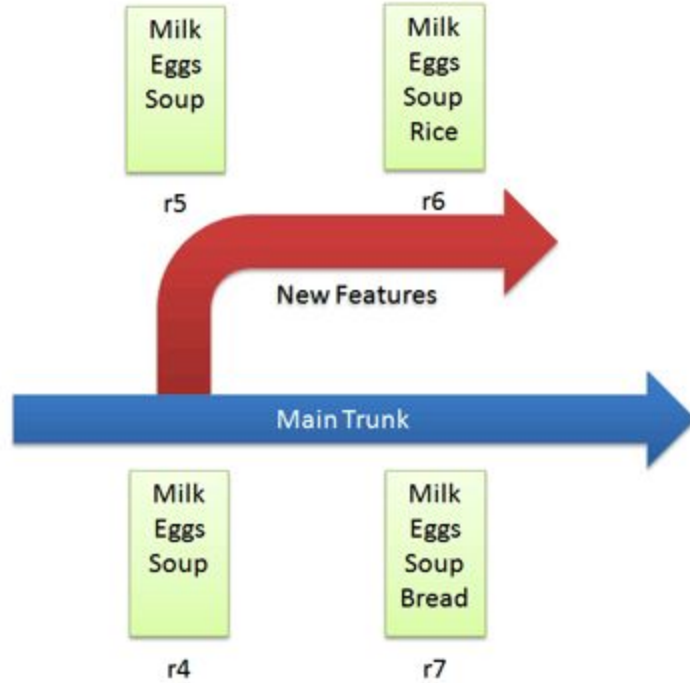 Milk
Eggs
Soup
r5
Milk
Eggs
Soup
Rice
r6
New Features
Main Trunk
Milk
Eggs
Soup
r4
Milk
Eggs
Soup
Bread
r7